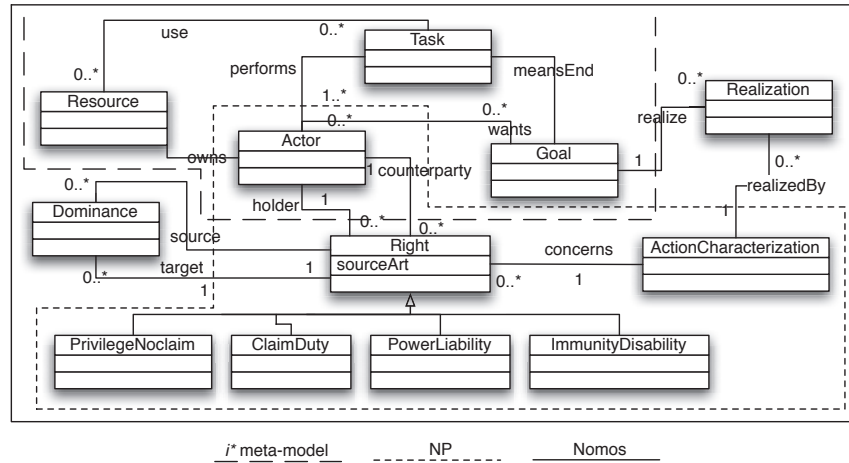 use
0..*
Task
performs
meansEnd
0..*
0..*
Realization
Resource
1..*
0..*
realize
Actor
0..*
wants
owns
Goal
1
counterparty
1
0..*
realizedBy
0..*
holder
1
Dominance
1
source
0..*
0..*
Right
concerns
ActionCharacterization
sourceArt
target
1
0..*
1
0..*
1
PrivilegeNoclaim
ClaimDuty
PowerLiability
ImmunityDisability
i* meta-model
NP
Nomos